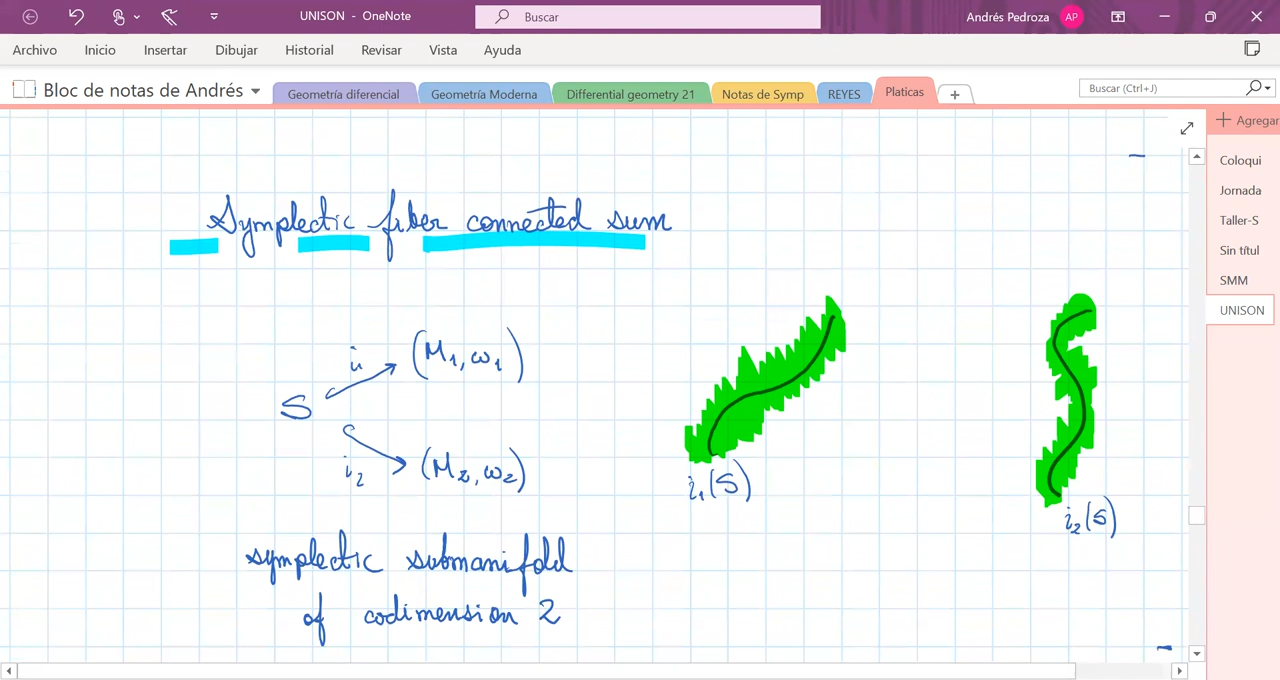 UNISON - OneNote
Buscar
Andrés Pedroza
AP
Archivo Inicio Insertar Dibujar Historial Revisar Vista Ayuda
Bloc de notas de Andrés
Geometría diferencial
Geometría Moderna
Differential geometry 21
Notas de Symp
REYES
Platicas
Buscar (Ctrl+J)
Agregar
Coloqui
Jornada
Taller-S
Sin títul
SMM
UNISON
Symplectic fiber connected sum
i₁ (M₁, ω₁)
S
i₂ (M₂, ω₂)
i₁(S)
i₂(S)
symplectic submanifold
of codimension 2